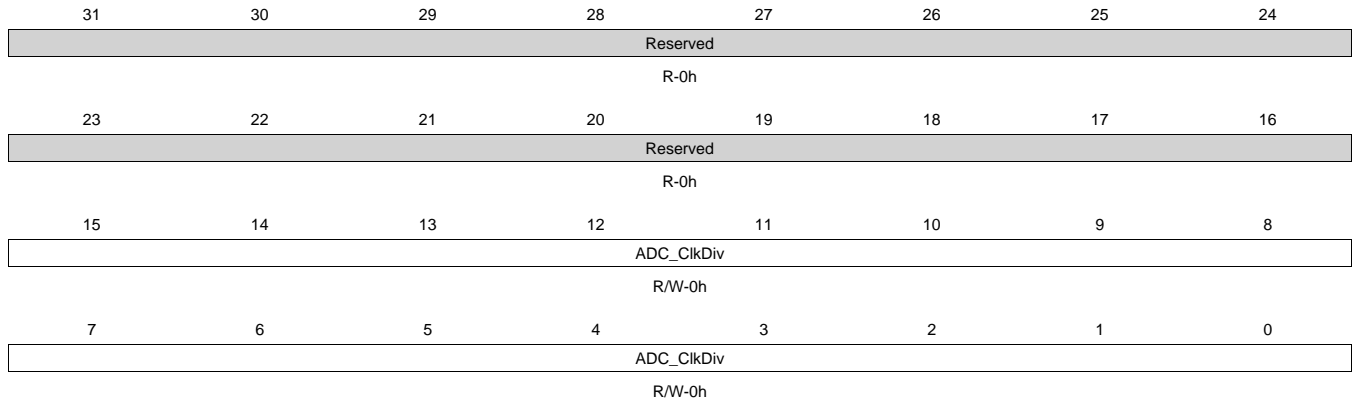 31 30 29 28 27 26 25 24
Reserved
R-0h
23 22 21 20 19 18 17 16
Reserved
R-0h
15 14 13 12 11 10 9 8
ADC_ClkDiv
R/W-0h
7 6 5 4 3 2 1 0
ADC_ClkDiv
R/W-0h